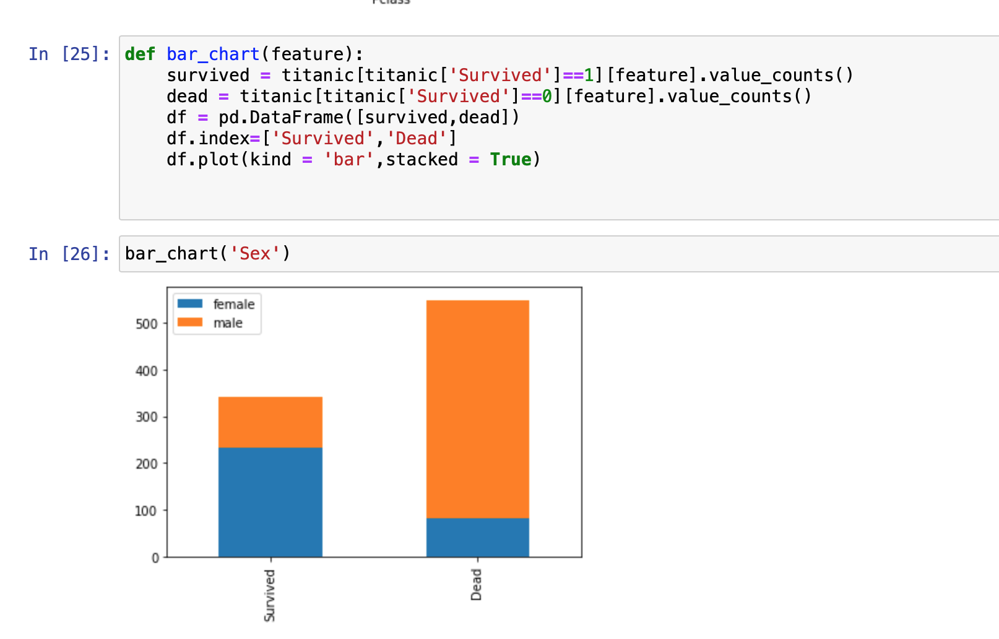 Pclass
In [25]: def bar_chart(feature):
    survived = titanic[titanic['Survived']==1][feature].value_counts()
    dead = titanic[titanic['Survived']==0][feature].value_counts()
    df = pd.DataFrame([survived,dead])
    df.index=['Survived','Dead']
    df.plot(kind = 'bar',stacked = True)
In [26]: bar_chart('Sex')
female
male
500
400
300
200
100
0
Survived
Dead